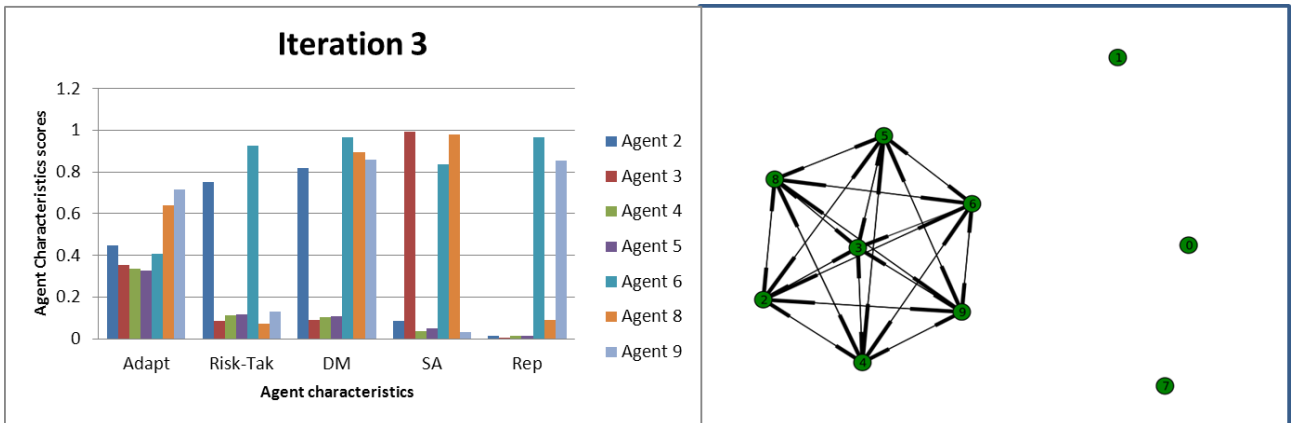 Iteration 3
Agent Characteristics scores
1.2
1
0.8
0.6
0.4
0.2
0
Adapt Risk-Tak DM SA Rep
Agent characteristics
Agent 2
Agent 3
Agent 4
Agent 5
Agent 6
Agent 8
Agent 9
1
5
8
6
3
0
2
9
4
7